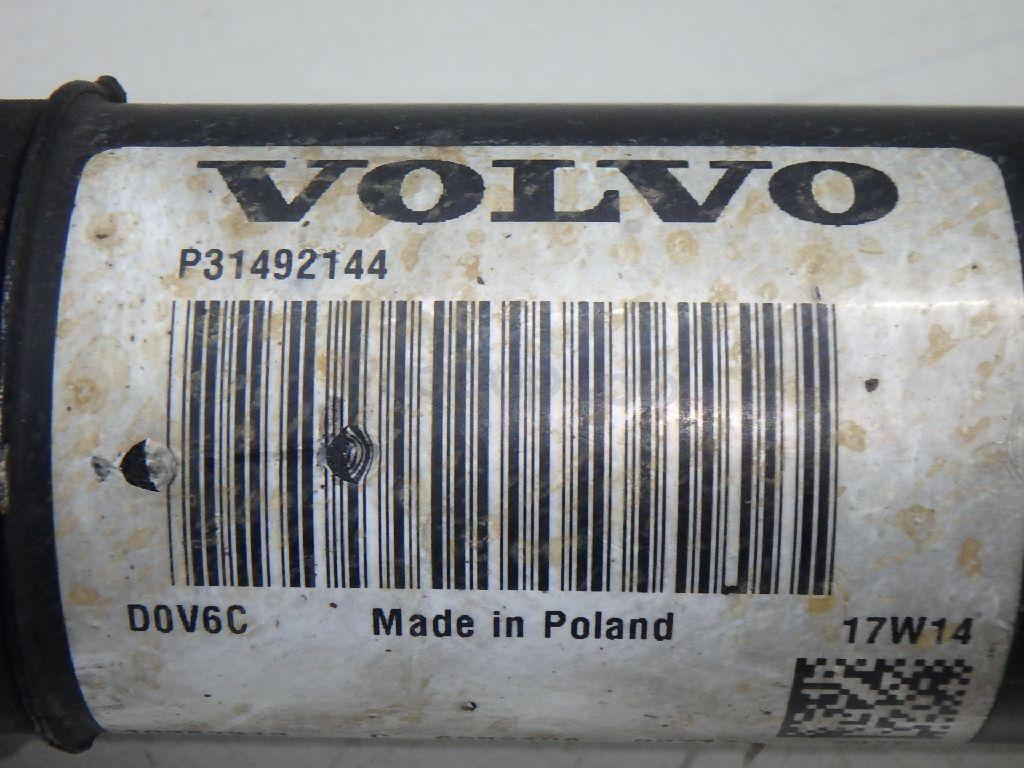 VOLVO
P31492144
D0V6C Made in Poland 17W14